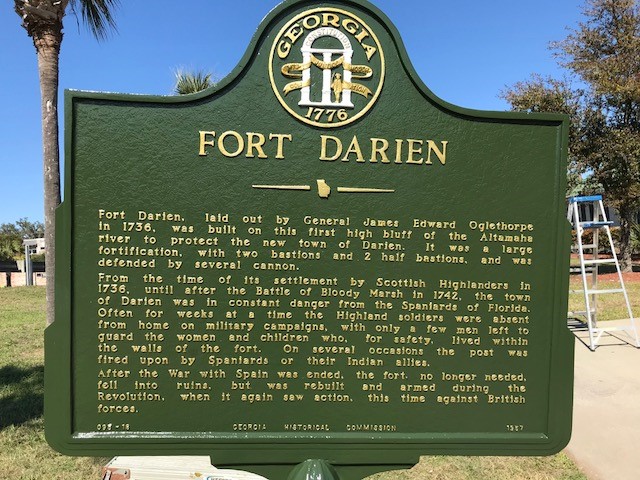 GEORGIA
CONSTITUTION
1776
FORT DARIEN
Fort Darien, laid out by General James Edward Oglethorpe
in 1736, was built on this first high bluff of the Altamaha
river to protect the new town of Darien. It was a large
fortification, with two bastions and 2 half bastions, and was
defended by several cannon.
From the time of its settlement by Scottish Highlanders in
1736, until after the Battle of Bloody Marsh in 1742, the town
of Darien was in constant danger from the Spaniards of Florida.
Often for weeks at a time the Highland soldiers were absent
from home on military campaigns, with only a few men left to
guard the women and children who, for safety, lived within
the walls of the fort. On several occasions the post was
fired upon by Spaniards or their Indian allies.
After the War with Spain was ended, the fort, no longer needed,
fell into ruins, but was rebuilt and armed during the
Revolution, when it again saw action, this time against British
forces.
GEORGIA HISTORICAL COMMISSION